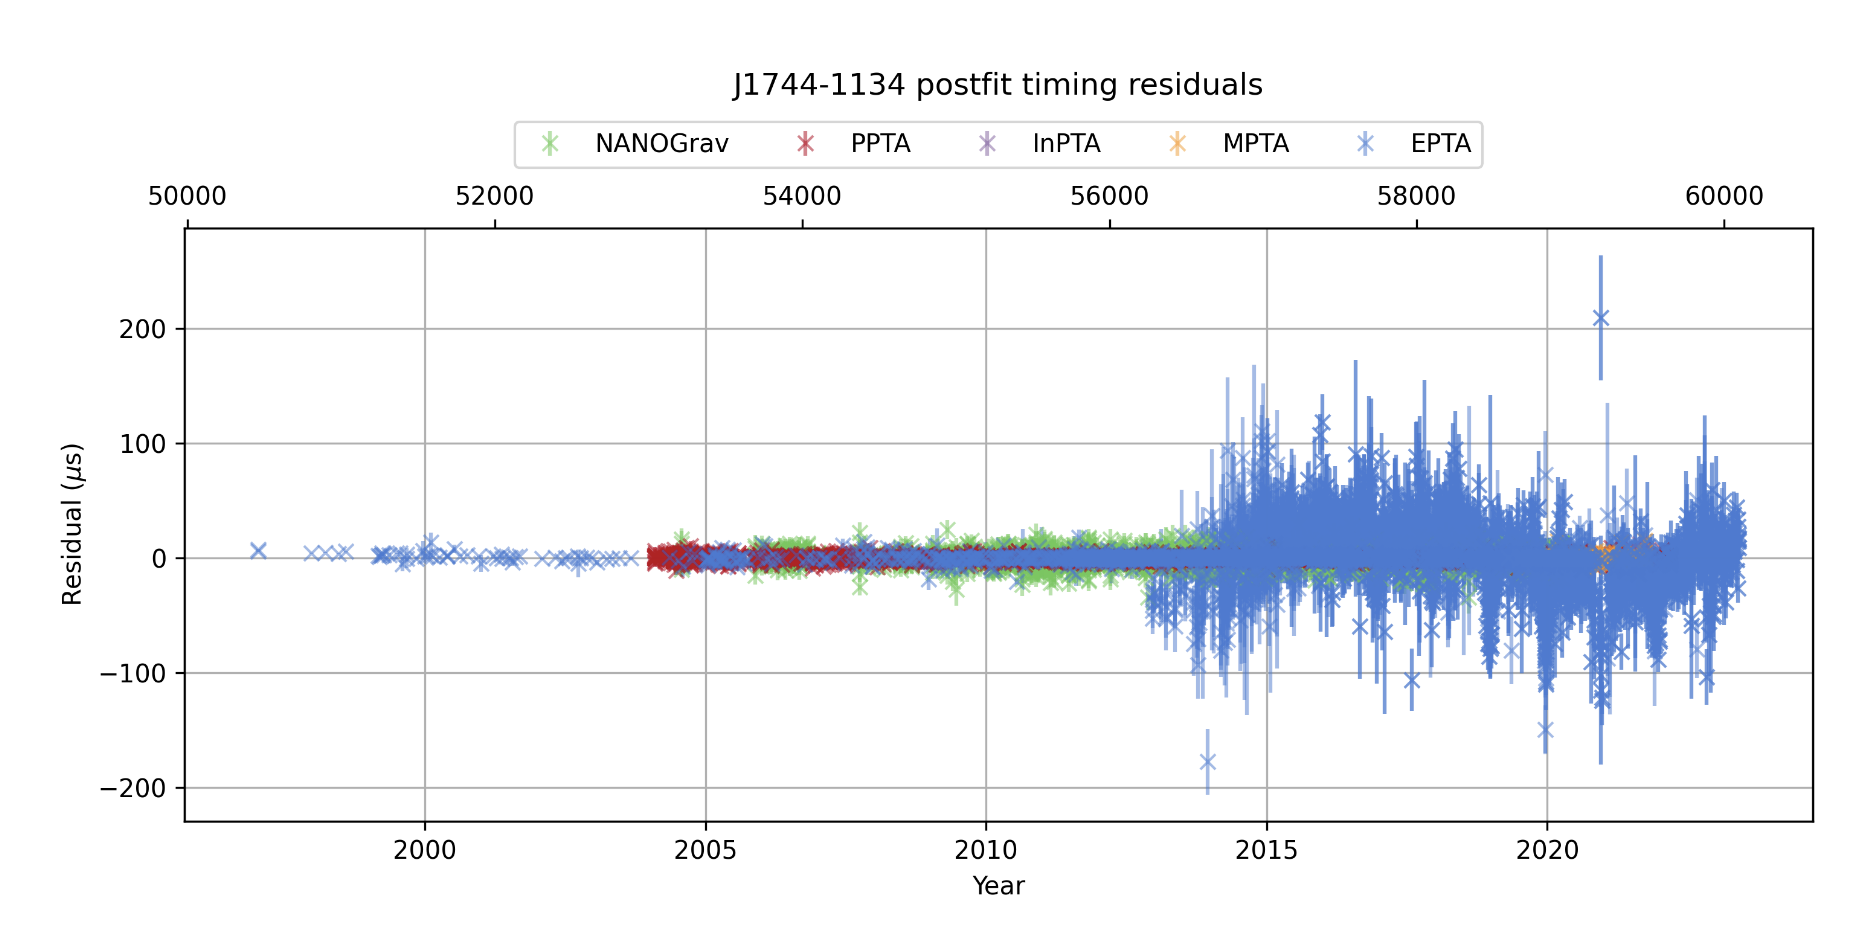 J1744-1134 postfit timing residuals
NANOGrav PPTA InPTA MPTA EPTA
50000 52000 54000 56000 58000 60000
200
100
0
−100
−200
Residual (μs)
2000 2005 2010 2015 2020
Year